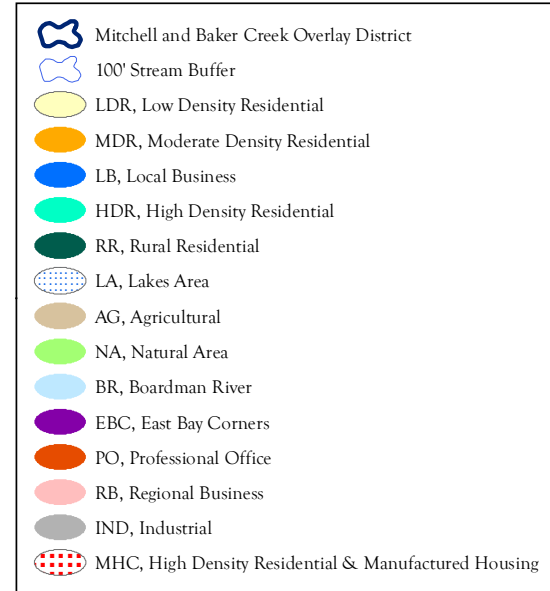 Mitchell and Baker Creek Overlay District
100' Stream Buffer
LDR, Low Density Residential
MDR, Moderate Density Residential
LB, Local Business
HDR, High Density Residential
RR, Rural Residential
LA, Lakes Area
AG, Agricultural
NA, Natural Area
BR, Boardman River
EBC, East Bay Corners
PO, Professional Office
RB, Regional Business
IND, Industrial
MHC, High Density Residential & Manufactured Housing